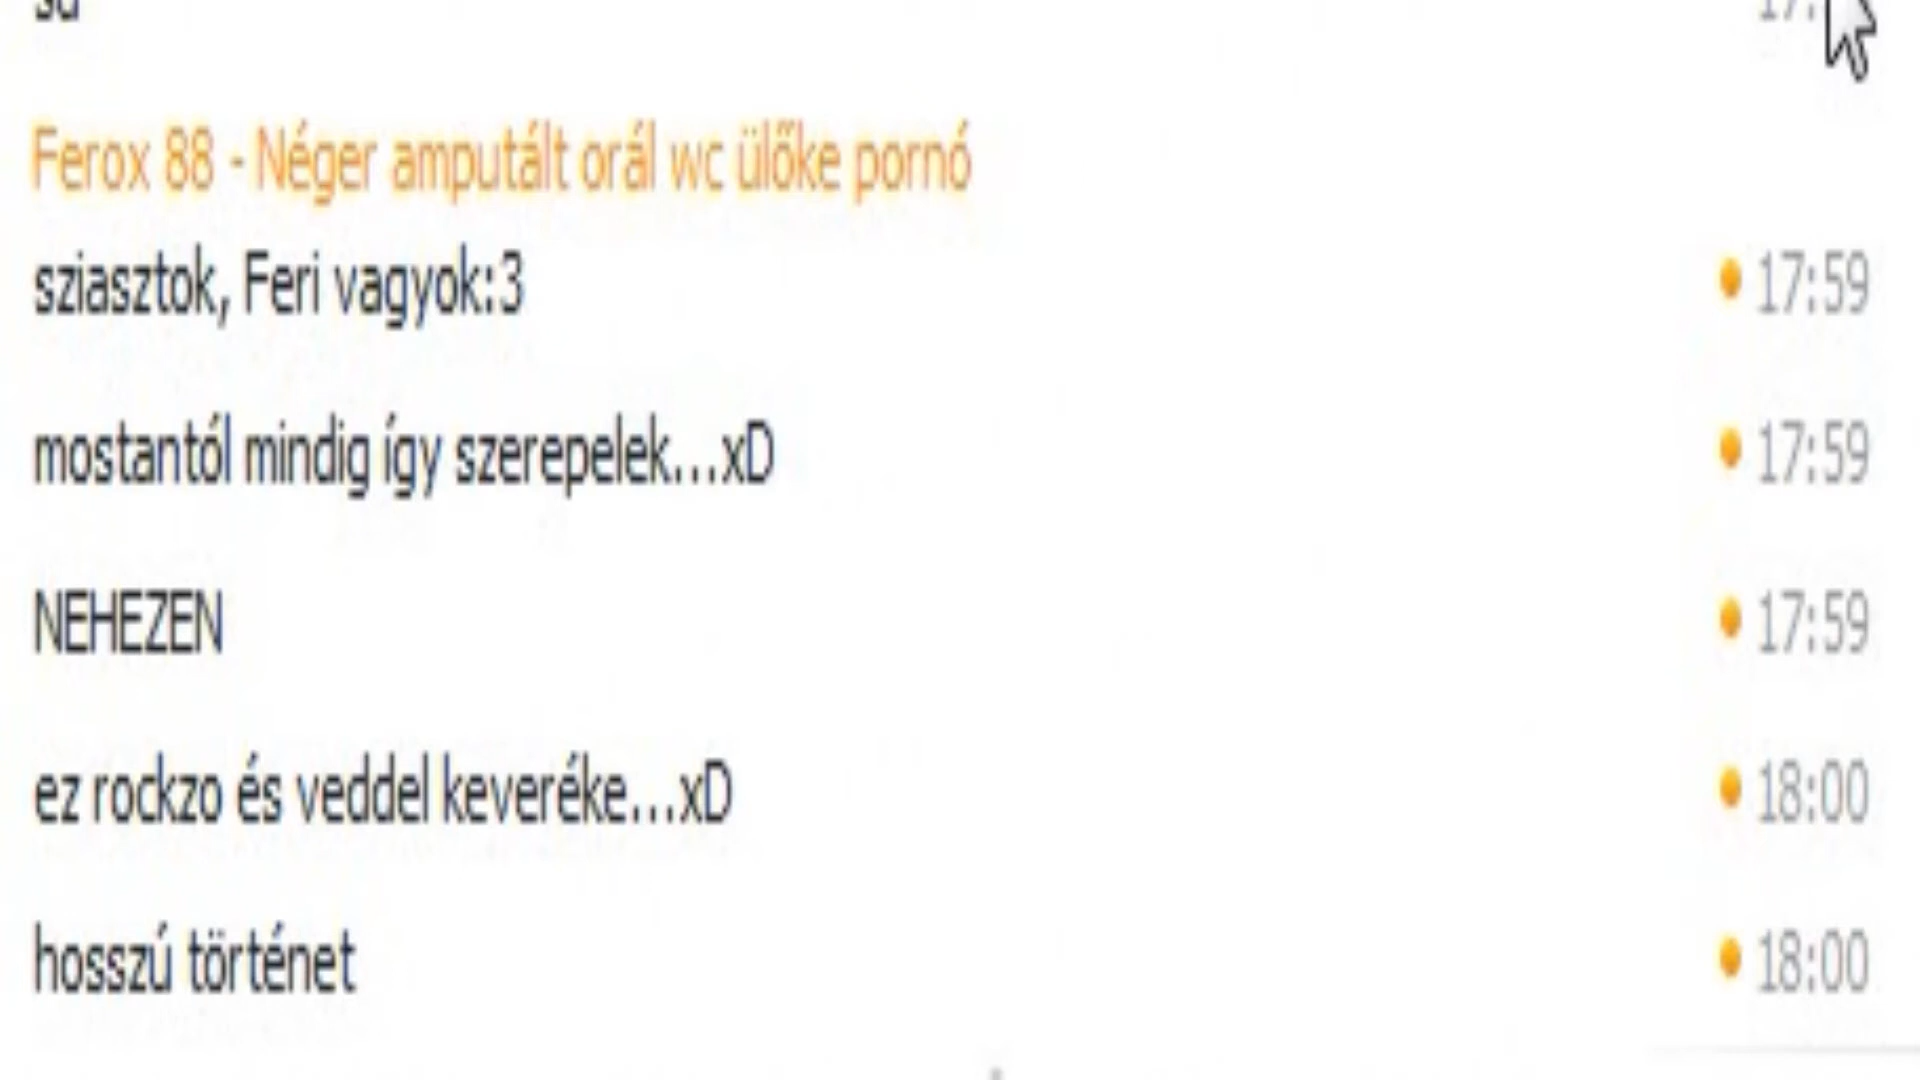 Ferox 88 - Néger amputált orál wc ülőke pornó
sziasztok, Feri vagyok:3
17:59
mostantól mindig így szerepelek...xD
17:59
NEHEZEN
17:59
ez rockzo és veddel keveréke...xD
18:00
hosszú történet
18:00